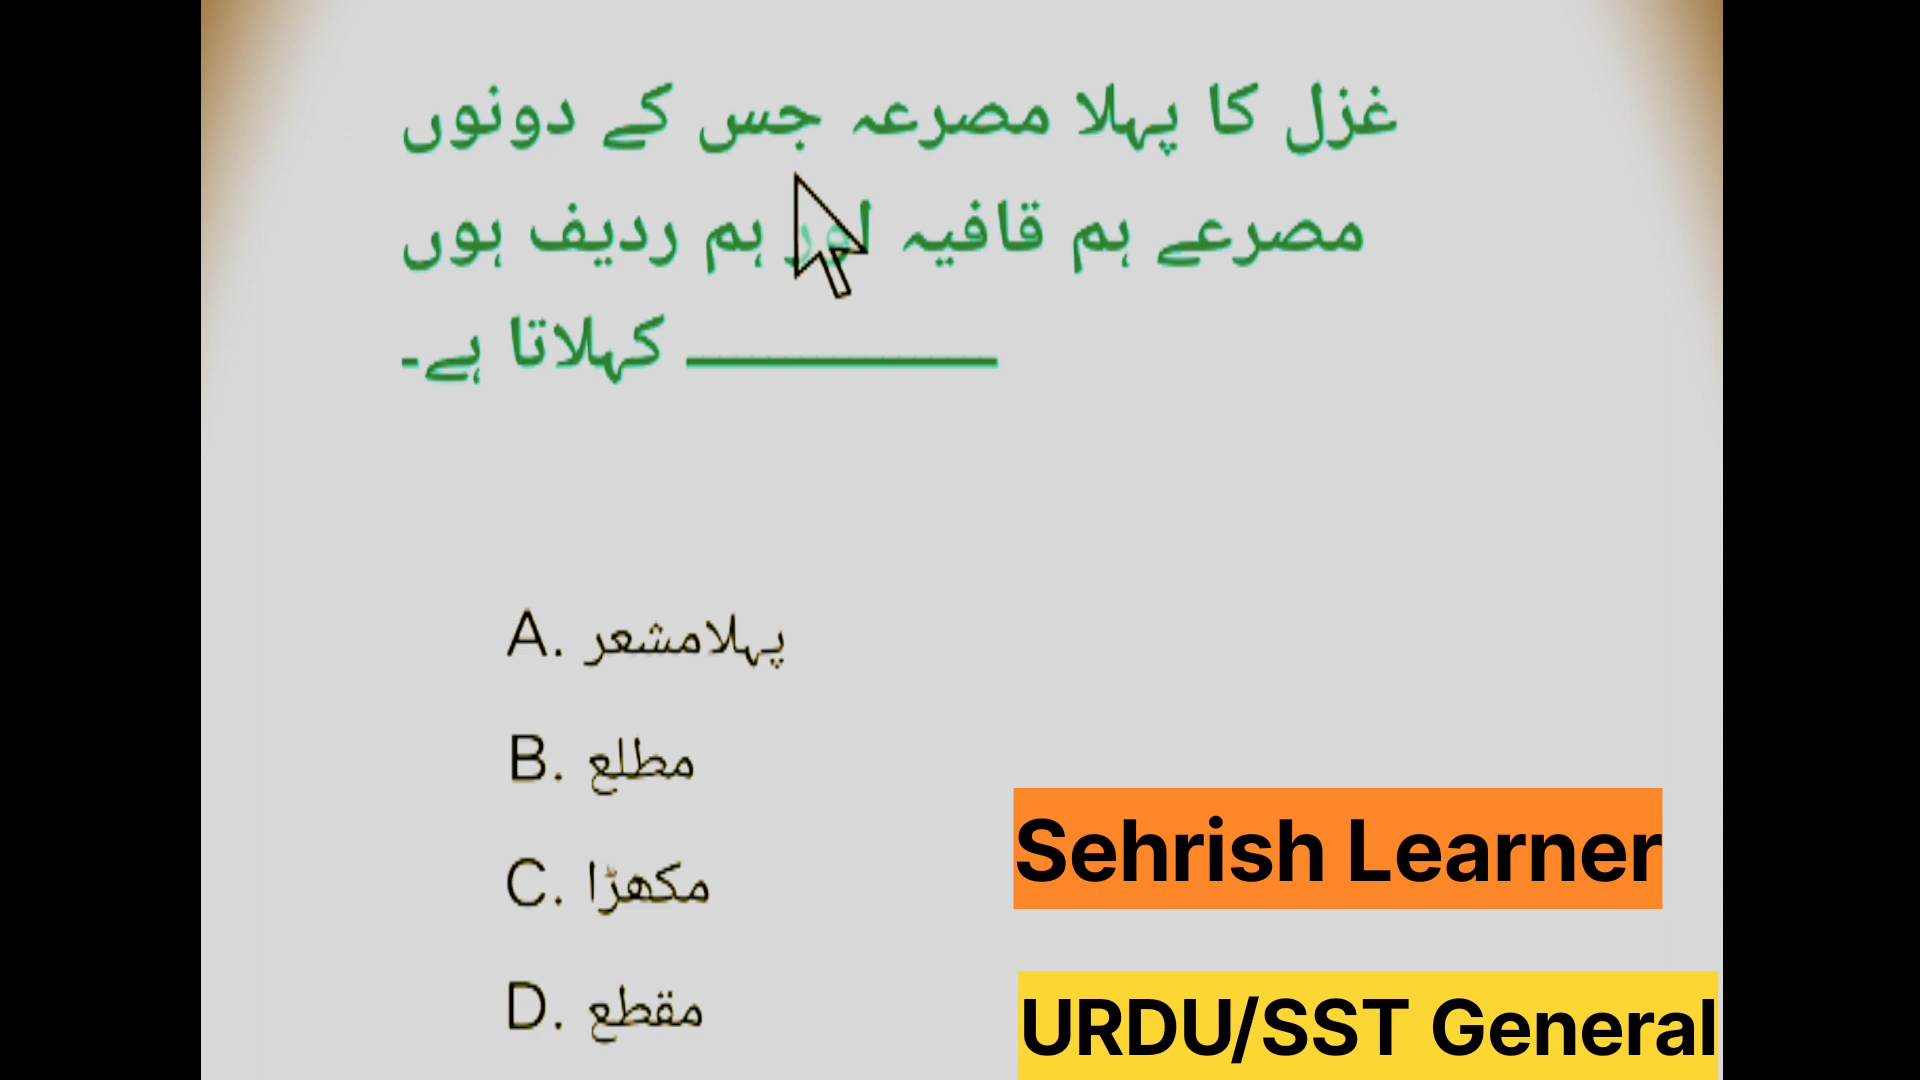 غزل کا پہلا مصرعہ جس کے دونوں
مصرعے ہم قافیہ اور ہم ردیف ہوں
ـــــــــــــــــ کہلاتا ہے۔
A. پہلامشعر
B. مطلع
C. مکھڑا
D. مقطع
Sehrish Learner
URDU/SST General